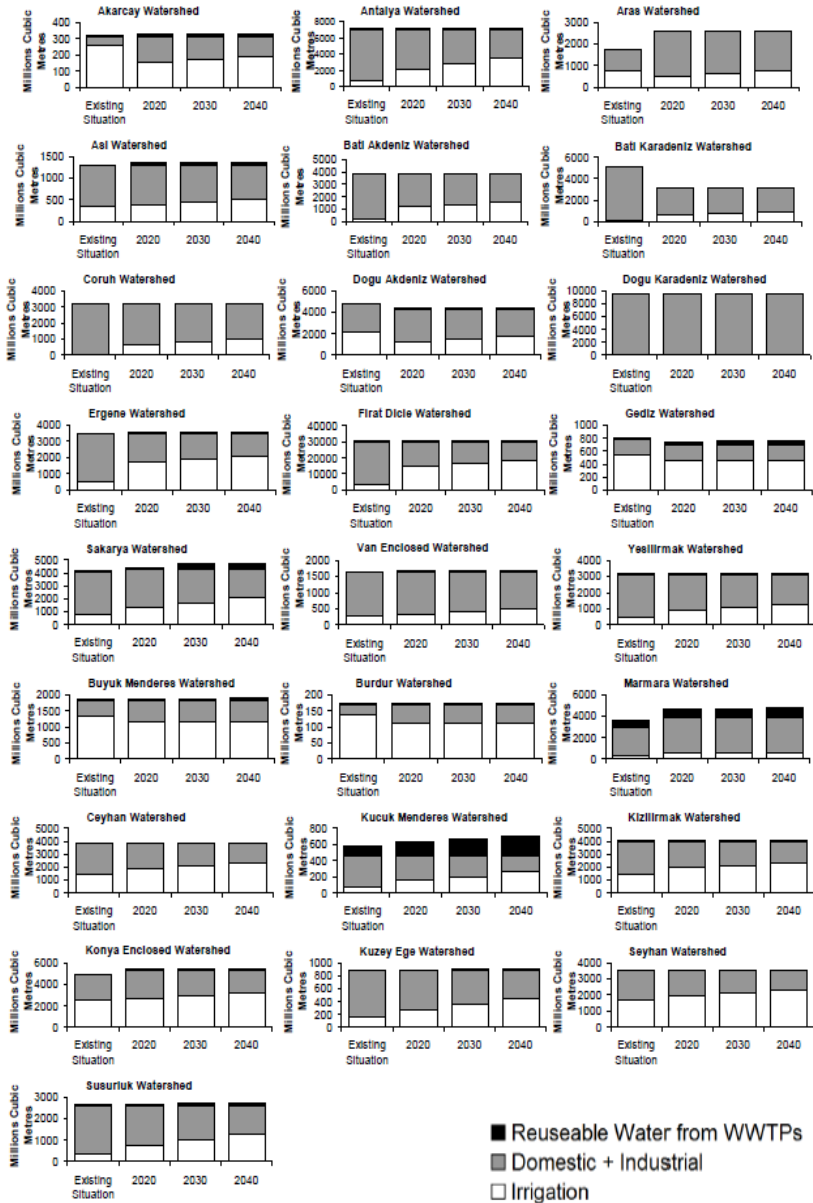 Akarcay Watershed
Millions Cubic
Metres
400
300
200
100
0
Existing Situation
2020
2030
2040
Antalya Watershed
Millions Cubic
Metres
8000
6000
4000
2000
0
Existing Situation
2020
2030
2040
Aras Watershed
Millions Cubic
Metres
3000
2000
1000
0
Existing Situation
2020
2030
2040
Asi Watershed
Millions Cubic
Metres
1500
1000
500
0
Existing Situation
2020
2030
2040
Bati Akdeniz Watershed
Millions Cubic
Metres
5000
4000
3000
2000
1000
0
Existing Situation
2020
2030
2040
Bati Karadeniz Watershed
Millions Cubic
Metres
6000
4000
2000
0
Existing Situation
2020
2030
2040
Coruh Watershed
Millions Cubic
Metres
4000
3000
2000
1000
0
Existing Situation
2020
2030
2040
Dogu Akdeniz Watershed
Millions Cubic
Metres
6000
4000
2000
0
Existing Situation
2020
2030
2040
Dogu Karadeniz Watershed
Millions Cubic
Metres
10000
8000
6000
4000
2000
0
Existing Situation
2020
2030
2040
Ergene Watershed
Millions Cubic
Metres
4000
3000
2000
1000
0
Existing Situation
2020
2030
2040
Firat Dicle Watershed
Millions Cubic
Metres
40000
30000
20000
10000
0
Existing Situation
2020
2030
2040
Gediz Watershed
Millions Cubic
Metres
1000
800
600
400
200
0
Existing Situation
2020
2030
2040
Sakarya Watershed
Millions Cubic
Metres
5000
4000
3000
2000
1000
0
Existing Situation
2020
2030
2040
Van Enclosed Watershed
Millions Cubic
Metres
2000
1500
1000
500
0
Existing Situation
2020
2030
2040
Yesilirmak Watershed
Millions Cubic
Metres
4000
3000
2000
1000
0
Existing Situation
2020
2030
2040
Buyuk Menderes Watershed
Millions Cubic
Metres
2000
1500
1000
500
0
Existing Situation
2020
2030
2040
Burdur Watershed
Millions Cubic
Metres
200
150
100
50
0
Existing Situation
2020
2030
2040
Marmara Watershed
Millions Cubic
Metres
6000
4000
2000
0
Existing Situation
2020
2030
2040
Ceyhan Watershed
Millions Cubic
Metres
5000
4000
3000
2000
1000
0
Existing Situation
2020
2030
2040
Kucuk Menderes Watershed
Millions Cubic
Metres
800
600
400
200
0
Existing Situation
2020
2030
2040
Kizilirmak Watershed
Millions Cubic
Metres
5000
4000
3000
2000
1000
0
Existing Situation
2020
2030
2040
Konya Enclosed Watershed
Millions Cubic
Metres
6000
4000
2000
0
Existing Situation
2020
2030
2040
Kuzey Ege Watershed
Millions Cubic
Metres
1000
800
600
400
200
0
Existing Situation
2020
2030
2040
Seyhan Watershed
Millions Cubic
Metres
4000
3000
2000
1000
0
Existing Situation
2020
2030
2040
Susurluk Watershed
Millions Cubic
Metres
3000
2000
1000
0
Existing Situation
2020
2030
2040
Reuseable Water from WWTPs
Domestic + Industrial
Irrigation